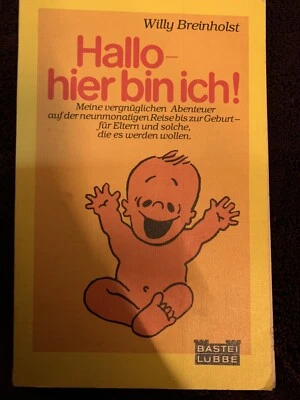 Willy Breinholst
Hallo-
hier bin ich!
Meine vergnüglichen Abenteuer
auf der neunmonatigen Reise bis zur Geburt-
für Eltern und solche,
die es werden wollen.
BASTEI
LÜBBE